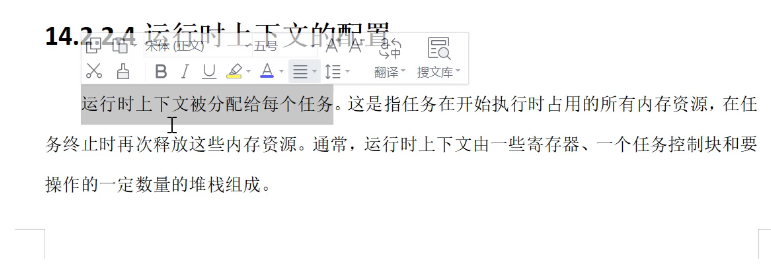 14.2.2.4 运行时上下文的配置
宋体 (正文) 五号 A A
B I U A 翻译 搜文库
运行时上下文被分配给每个任务。这是指任务在开始执行时占用的所有内存资源，在任
务终止时再次释放这些内存资源。通常，运行时上下文由一些寄存器、一个任务控制块和要
操作的一定数量的堆栈组成。